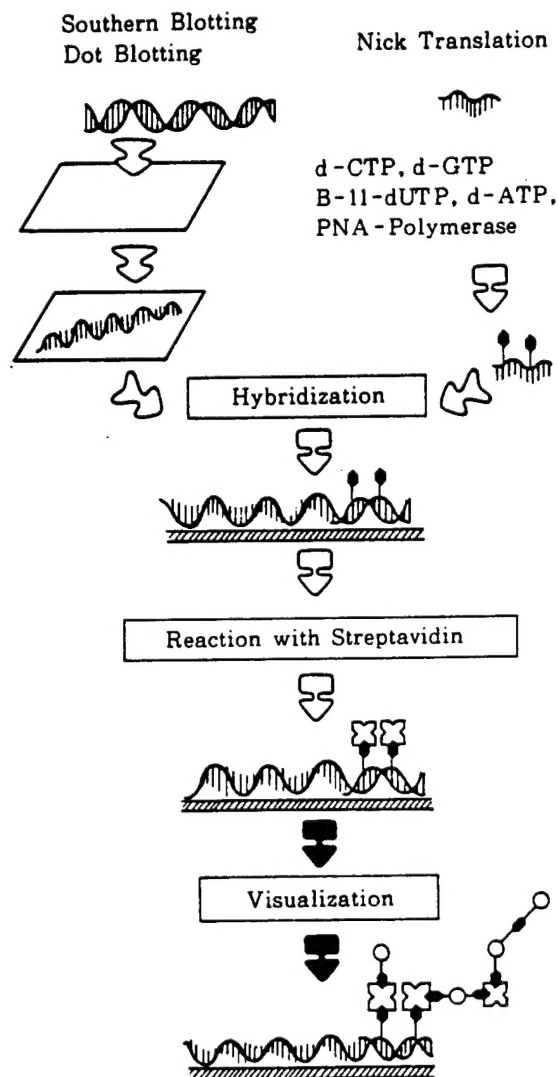 Southern Blotting
Dot Blotting
Nick Translation
d-CTP, d-GTP
B-11-dUTP, d-ATP,
PNA-Polymerase
Hybridization
Reaction with Streptavidin
Visualization